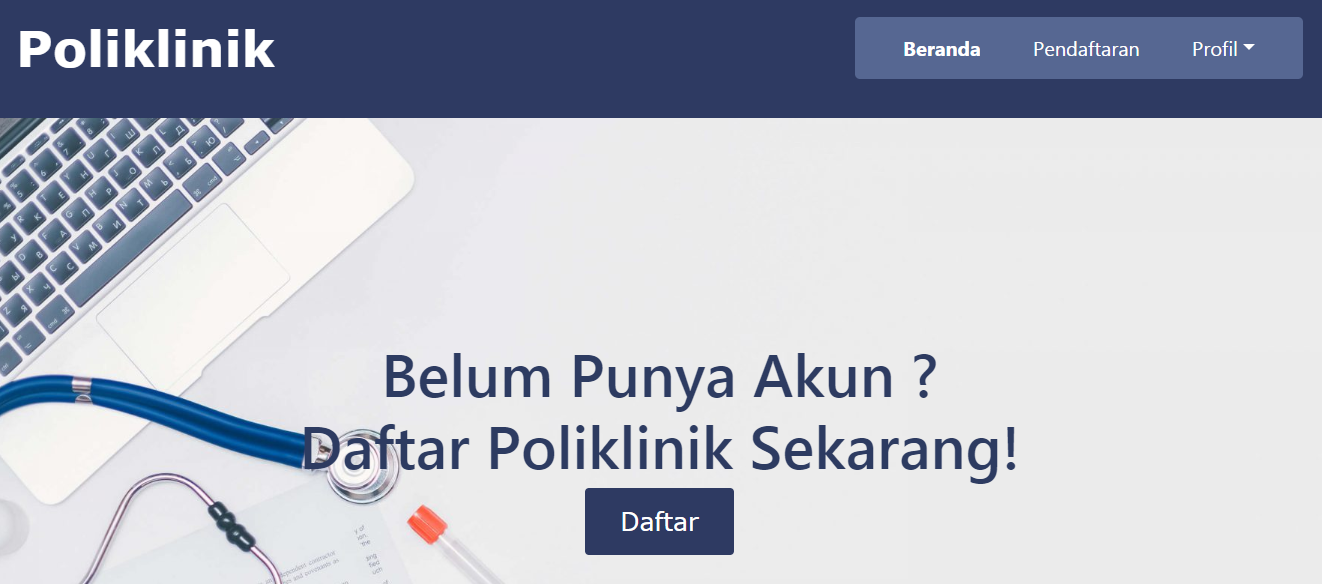 Poliklinik
Beranda Pendaftaran Profil
Belum Punya Akun ?
Daftar Poliklinik Sekarang!
Daftar